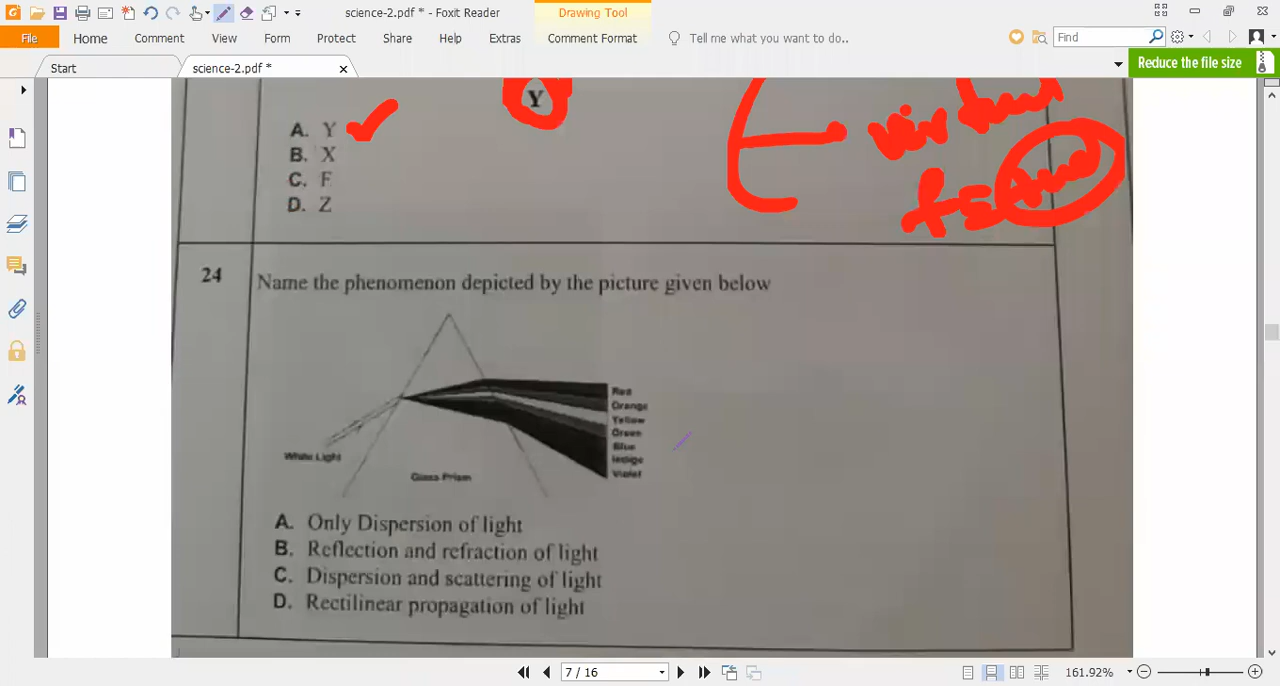 science-2.pdf * - Foxit Reader
Drawing Tool
File
Home
Comment
View
Form
Protect
Share
Help
Extras
Comment Format
Tell me what you want to do..
Find
Start
science-2.pdf *
Reduce the file size
Y
A. Y
B. X
C. F
D. Z
24
Name the phenomenon depicted by the picture given below
Red
Orange
Yellow
Green
Blue
Indigo
Violet
White Light
Glass Prism
A. Only Dispersion of light
B. Reflection and refraction of light
C. Dispersion and scattering of light
D. Rectilinear propagation of light
7 / 16
161.92%